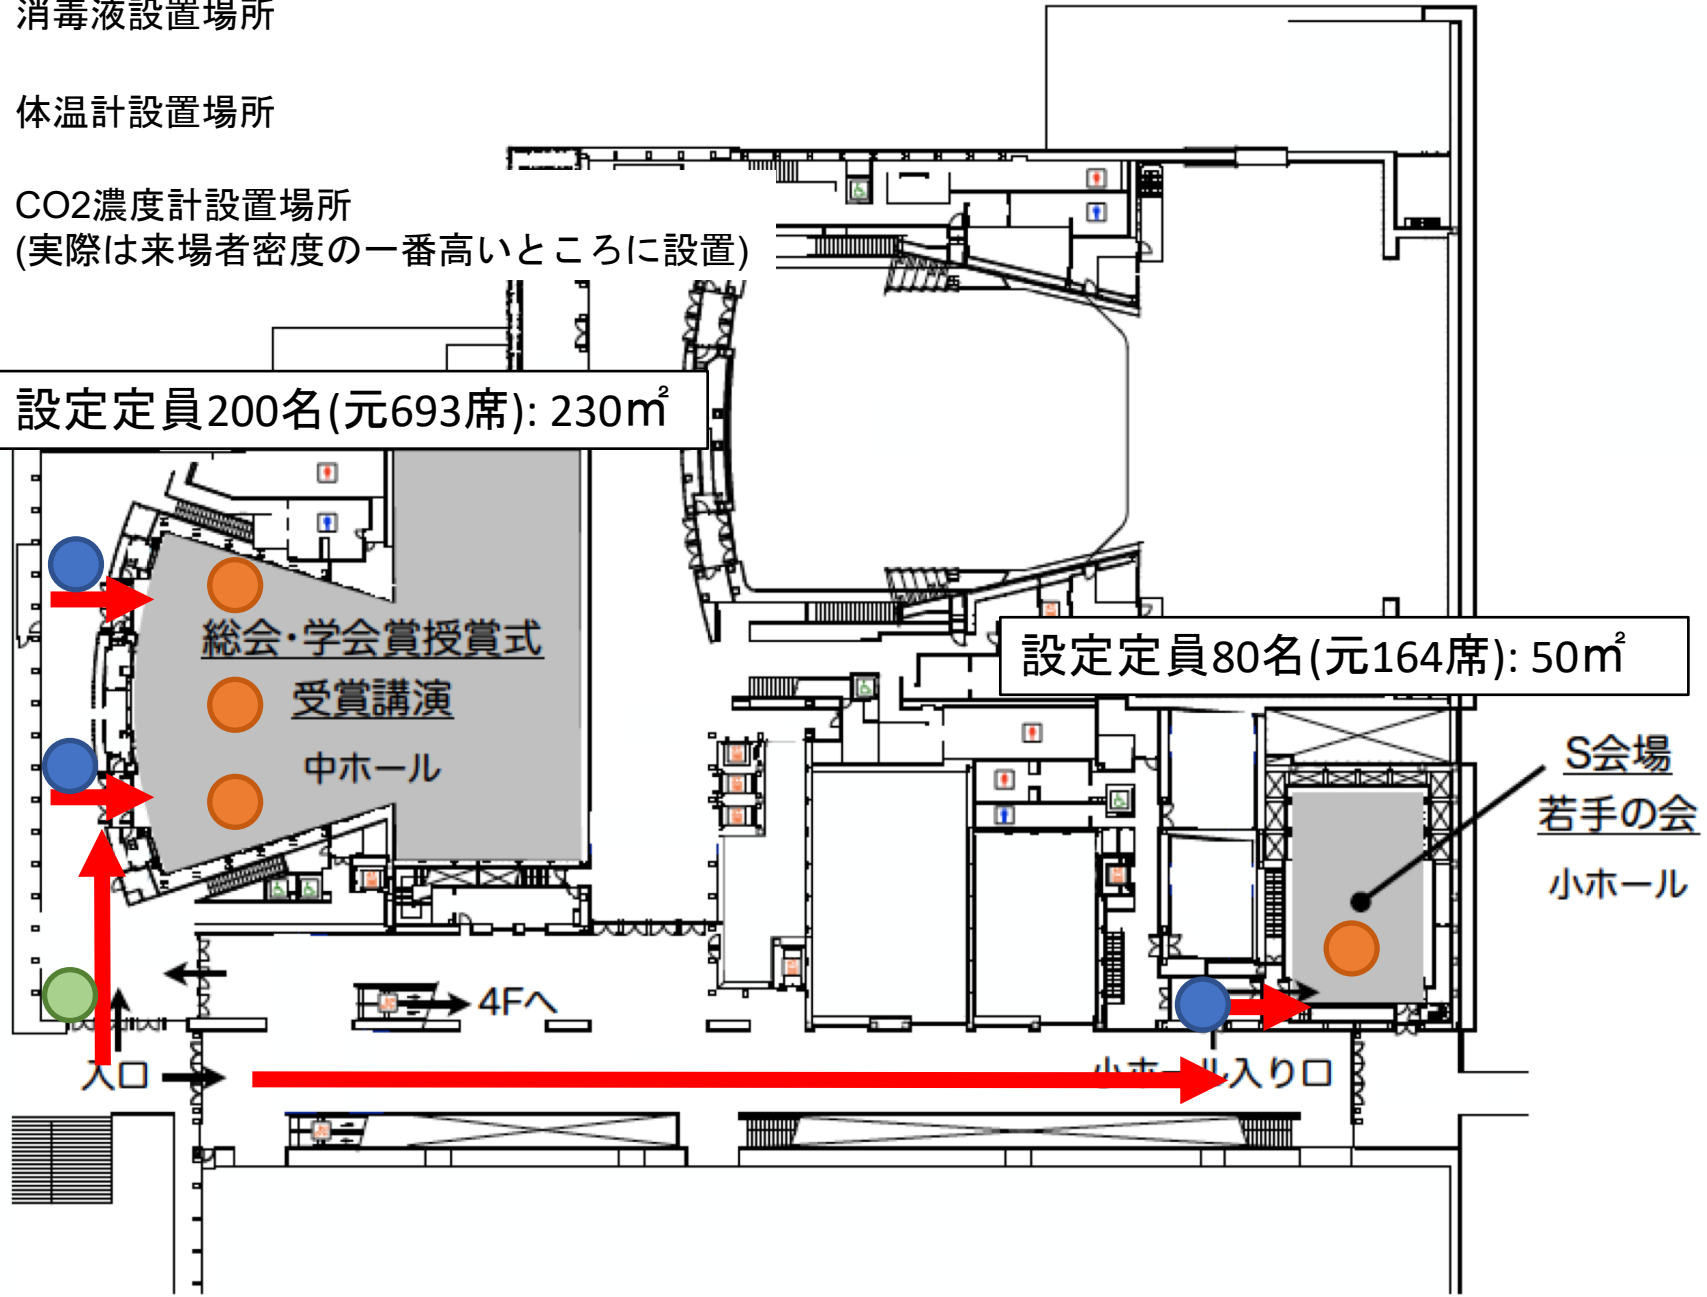 消毒液設置場所
体温計設置場所
CO2濃度計設置場所
(実際は来場者密度の一番高いところに設置)
設定定員200名(元693席): 230㎡
総会・学会賞授賞式
受賞講演
中ホール
設定定員80名(元164席): 50㎡
S会場
若手の会
小ホール
4Fへ
入口
小ホール入り口